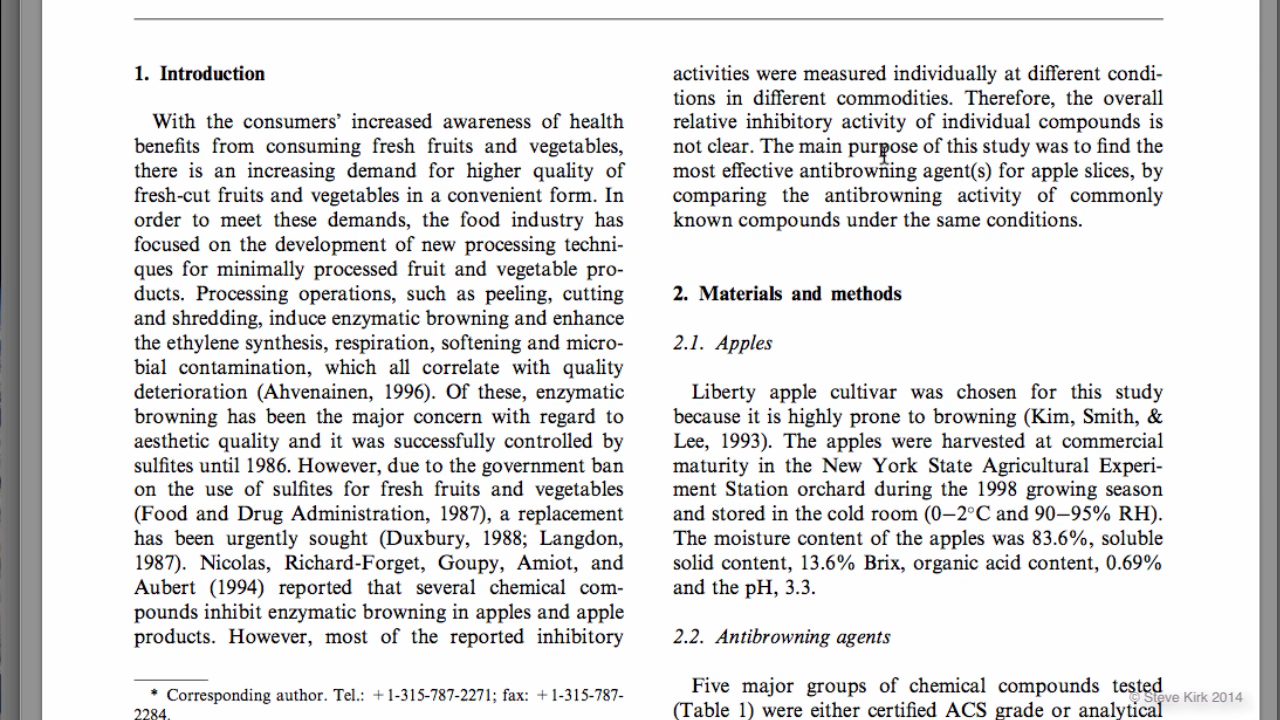 1. Introduction
With the consumers' increased awareness of health
benefits from consuming fresh fruits and vegetables,
there is an increasing demand for higher quality of
fresh-cut fruits and vegetables in a convenient form. In
order to meet these demands, the food industry has
focused on the development of new processing techni-
ques for minimally processed fruit and vegetable pro-
ducts. Processing operations, such as peeling, cutting
and shredding, induce enzymatic browning and enhance
the ethylene synthesis, respiration, softening and micro-
bial contamination, which all correlate with quality
deterioration (Ahvenainen, 1996). Of these, enzymatic
browning has been the major concern with regard to
aesthetic quality and it was successfully controlled by
sulfites until 1986. However, due to the government ban
on the use of sulfites for fresh fruits and vegetables
(Food and Drug Administration, 1987), a replacement
has been urgently sought (Duxbury, 1988; Langdon,
1987). Nicolas, Richard-Forget, Goupy, Amiot, and
Aubert (1994) reported that several chemical com-
pounds inhibit enzymatic browning in apples and apple
products. However, most of the reported inhibitory
* Corresponding author. Tel.: +1-315-787-2271; fax: +1-315-787-
2284.
activities were measured individually at different condi-
tions in different commodities. Therefore, the overall
relative inhibitory activity of individual compounds is
not clear. The main purpose of this study was to find the
most effective antibrowning agent(s) for apple slices, by
comparing the antibrowning activity of commonly
known compounds under the same conditions.
2. Materials and methods
2.1. Apples
Liberty apple cultivar was chosen for this study
because it is highly prone to browning (Kim, Smith, &
Lee, 1993). The apples were harvested at commercial
maturity in the New York State Agricultural Experi-
ment Station orchard during the 1998 growing season
and stored in the cold room (0–2°C and 90–95% RH).
The moisture content of the apples was 83.6%, soluble
solid content, 13.6% Brix, organic acid content, 0.69%
and the pH, 3.3.
2.2. Antibrowning agents
Five major groups of chemical compounds tested
(Table 1) were either certified ACS grade or analytical
© Steve Kirk 2014